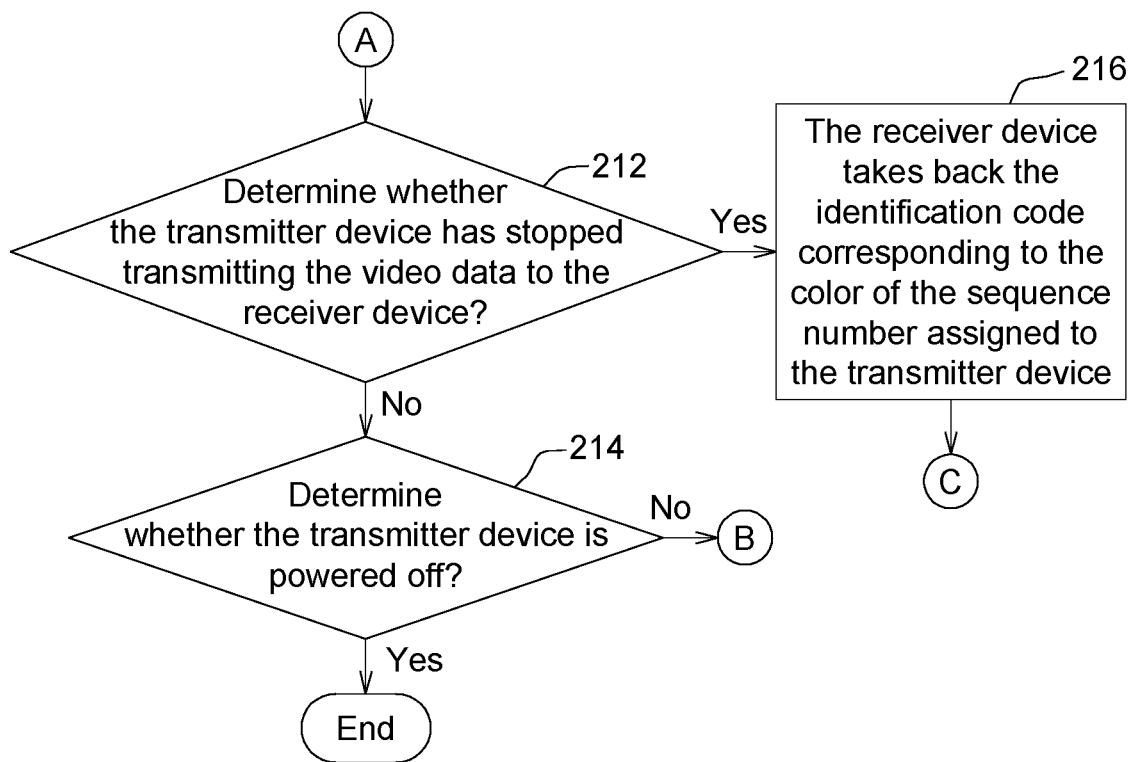 A
212
Determine whether
the transmitter device has stopped
transmitting the video data to the
receiver device?
Yes
216
The receiver device
takes back the
identification code
corresponding to the
color of the sequence
number assigned to
the transmitter device
C
No
214
Determine
whether the transmitter device is
powered off?
No
B
Yes
End